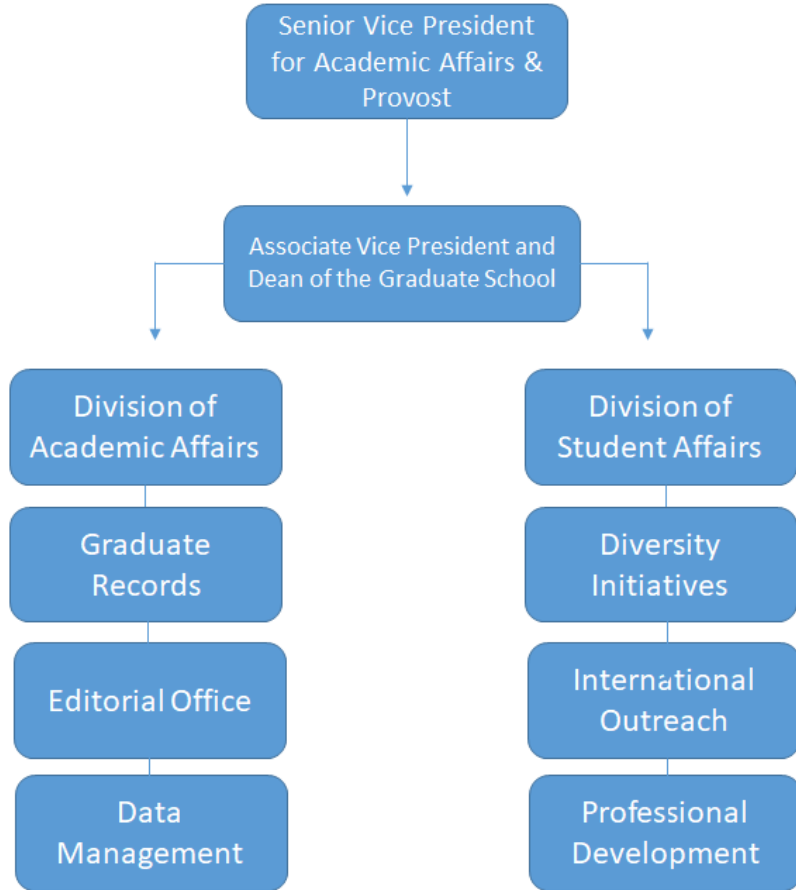 Senior Vice President
for Academic Affairs &
Provost
Associate Vice President and
Dean of the Graduate School
Division of
Academic Affairs
Division of
Student Affairs
Graduate
Records
Diversity
Initiatives
Editorial Office
International
Outreach
Data
Management
Professional
Development